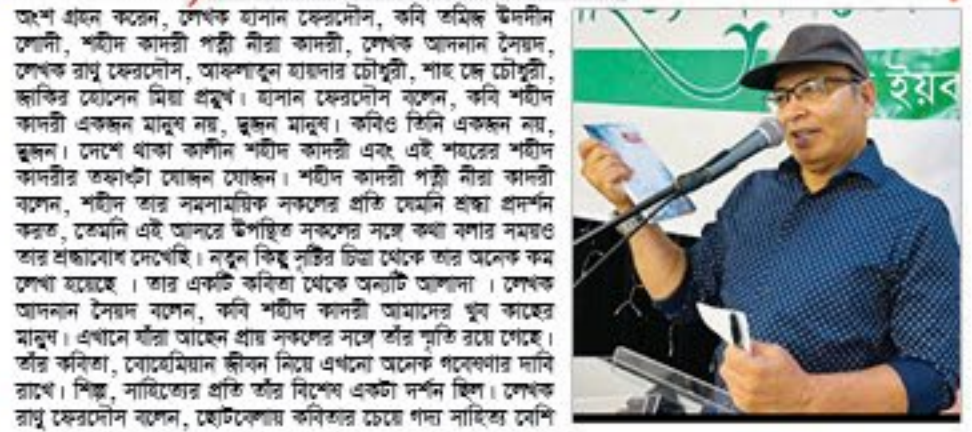 অংশ গ্রহন করেন, লেখক হাসান ফেরদৌস, কবি তমিজ উদদীন
লোদী, শহীদ কাদরী পত্নী নীরা কাদরী, লেখক আদনান সৈয়দ,
লেখক রাণু ফেরদৌস, আফলাতুন হায়দার চৌধুরী, শাহ জে চৌধুরী,
জাকির হোসেন মিয়া প্রমুখ। হাসান ফেরদৌস বলেন, কবি শহীদ
কাদরী একজন মানুষ নয়, দুজন মানুষ। কবিও তিনি একজন নয়,
দুজন। দেশে থাকা কালীন শহীদ কাদরী এবং এই শহরের শহীদ
কাদরীর তফাৎটা যোজন যোজন। শহীদ কাদরী পত্নী নীরা কাদরী
বলেন, শহীদ তার সমসাময়িক সকলের প্রতি যেমনি শ্রদ্ধা প্রদর্শন
করত, তেমনি এই আসরে উপস্থিত সকলের সঙ্গে কথা বলার সময়ও
তার শ্রদ্ধাবোধ দেখেছি। নতুন কিছু সৃষ্টির চিন্তা থেকে তার অনেক কম
লেখা হয়েছে । তার একটি কবিতা থেকে অন্যটি আলাদা । লেখক
আদনান সৈয়দ বলেন, কবি শহীদ কাদরী আমাদের খুব কাছের
মানুষ। এখানে যাঁরা আছেন প্রায় সকলের সঙ্গে তাঁর স্মৃতি রয়ে গেছে।
তাঁর কবিতা, বোহেমিয়ান জীবন নিয়ে এখনো অনেক গবেষণার দাবি
রাখে। শিল্প, সাহিত্যের প্রতি তাঁর বিশেষ একটা দর্শন ছিল। লেখক
রাণু ফেরদৌস বলেন, ছোটবেলায় কবিতার চেয়ে গদ্য সাহিত্য বেশি
ইয়র্ক